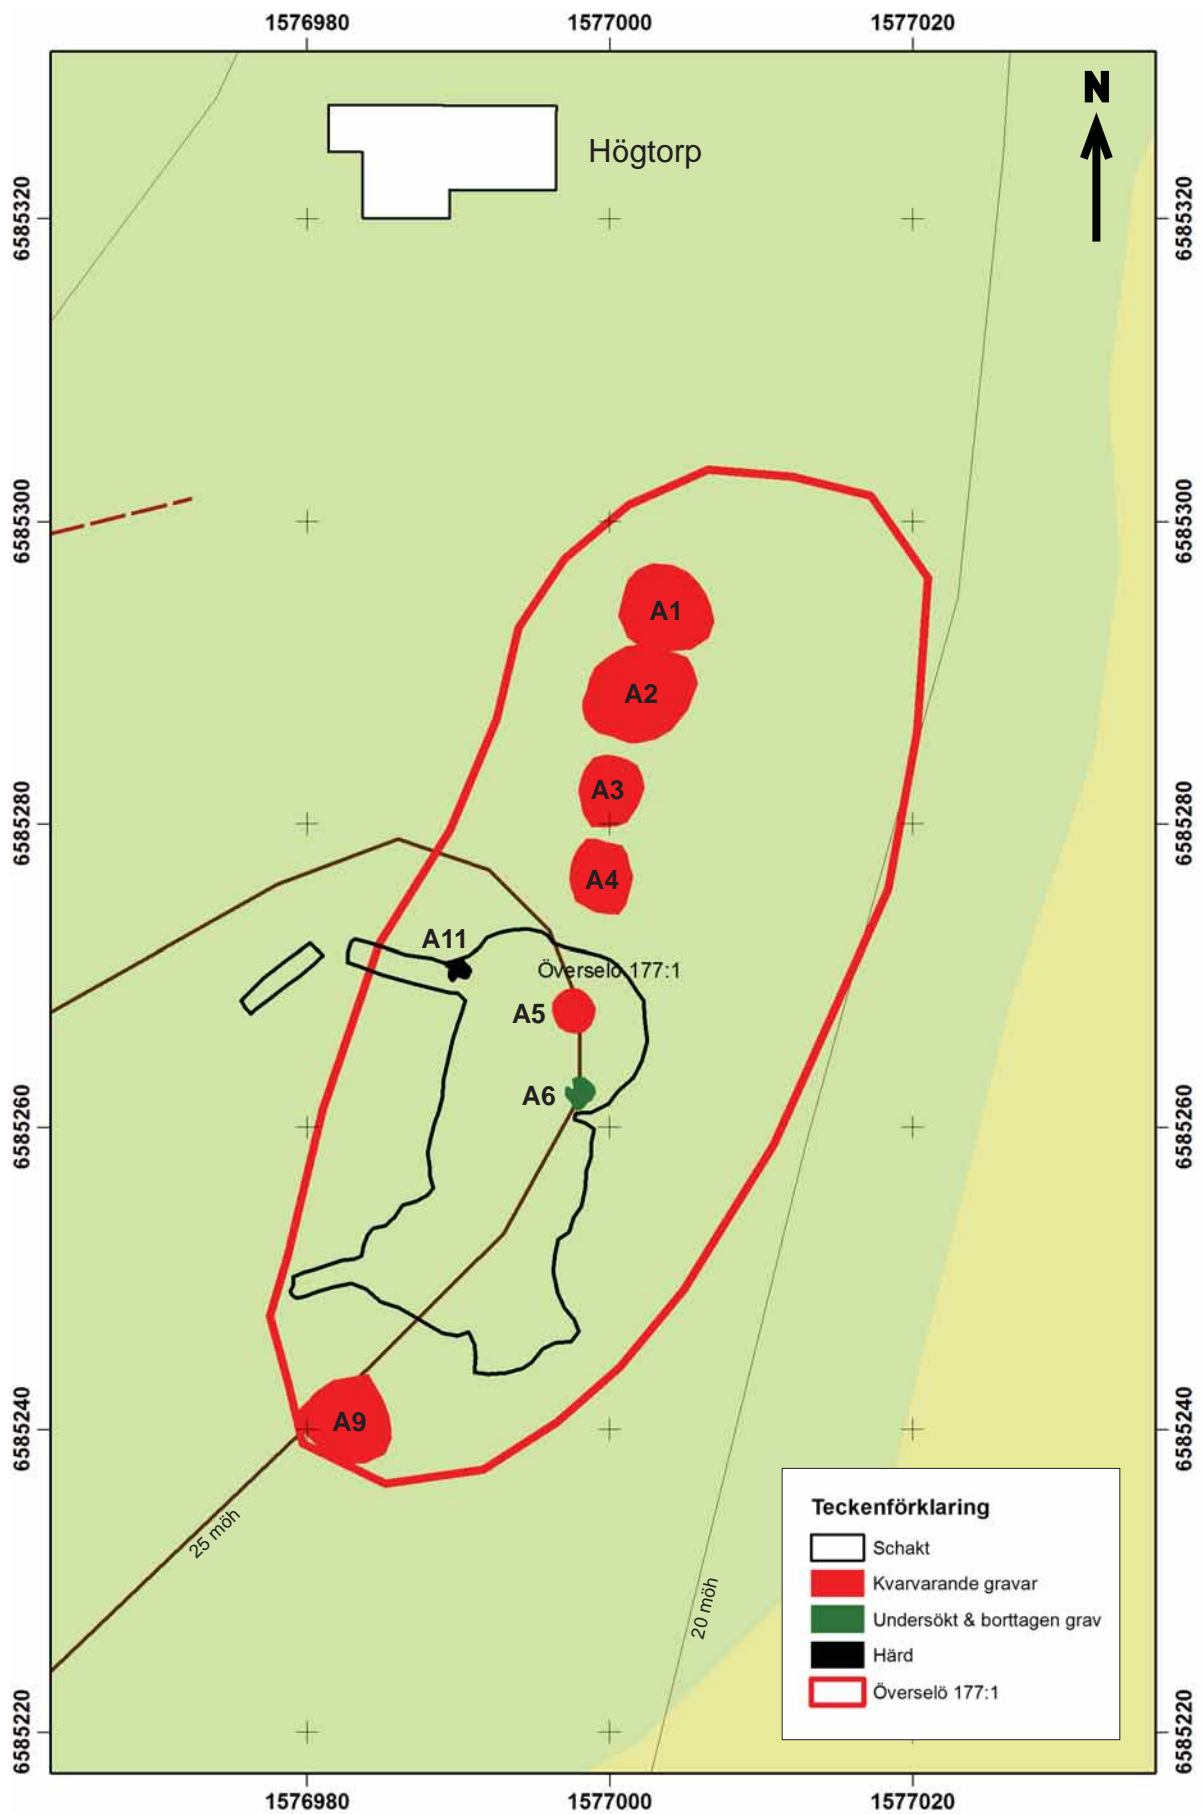 1576980 1577000 1577020
N
Högtorp
6585320 6585320
6585300 6585300
A1
A2
A3
6585280 6585280
A4
A11
Överselö 177:1
A5
A6
6585260 6585260
A9
6585240 6585240
25 möh
20 möh
Teckenförklaring
Schakt
Kvarvarande gravar
Undersökt & borttagen grav
Härd
Överselö 177:1
6585220 6585220
1576980 1577000 1577020